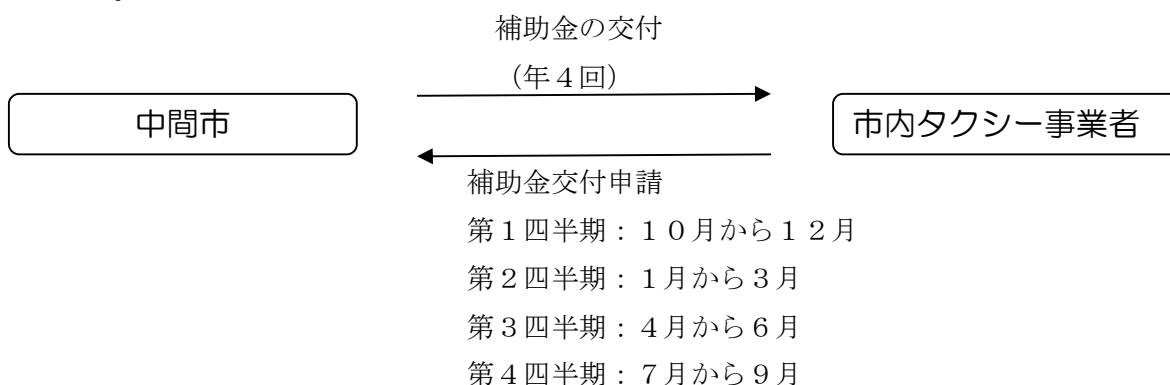 補助金の交付
（年４回）
中間市
市内タクシー事業者
補助金交付申請
第１四半期：１０月から１２月
第２四半期：１月から３月
第３四半期：４月から６月
第４四半期：７月から９月